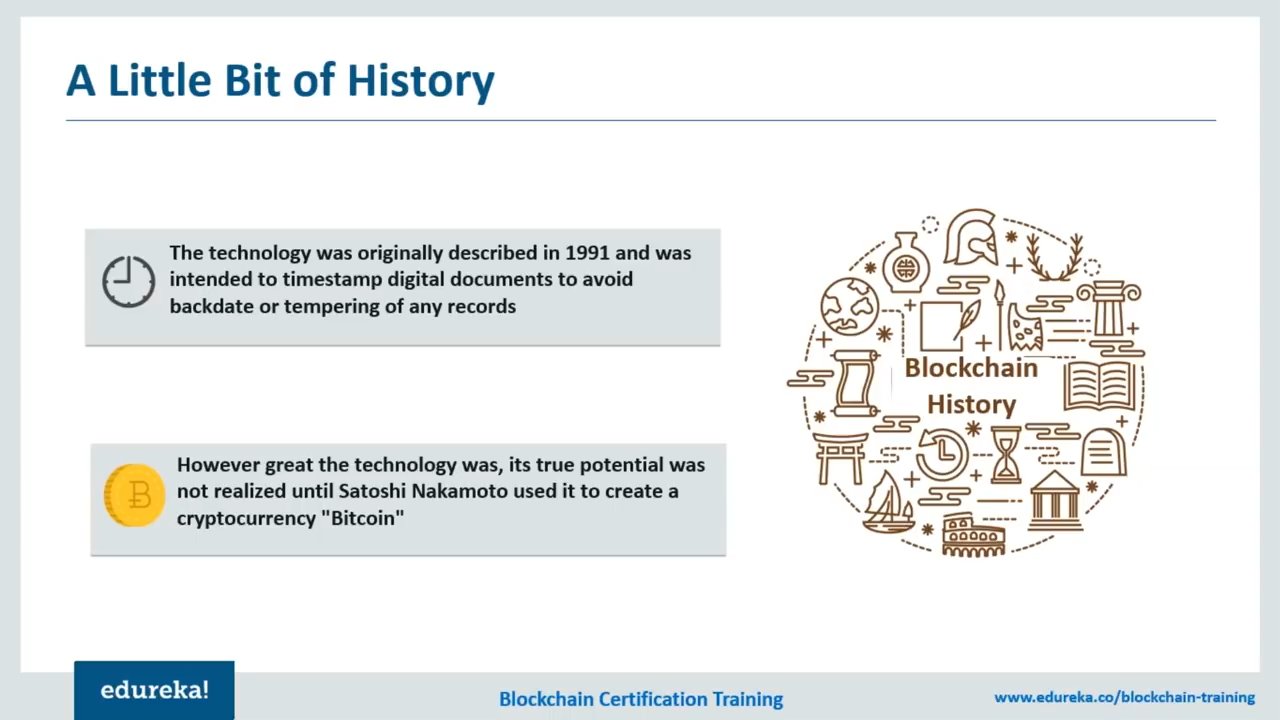 A Little Bit of History
The technology was originally described in 1991 and was
intended to timestamp digital documents to avoid
backdate or tempering of any records
However great the technology was, its true potential was
not realized until Satoshi Nakamoto used it to create a
cryptocurrency "Bitcoin"
Blockchain
History
edureka!
Blockchain Certification Training
www.edureka.co/blockchain-training